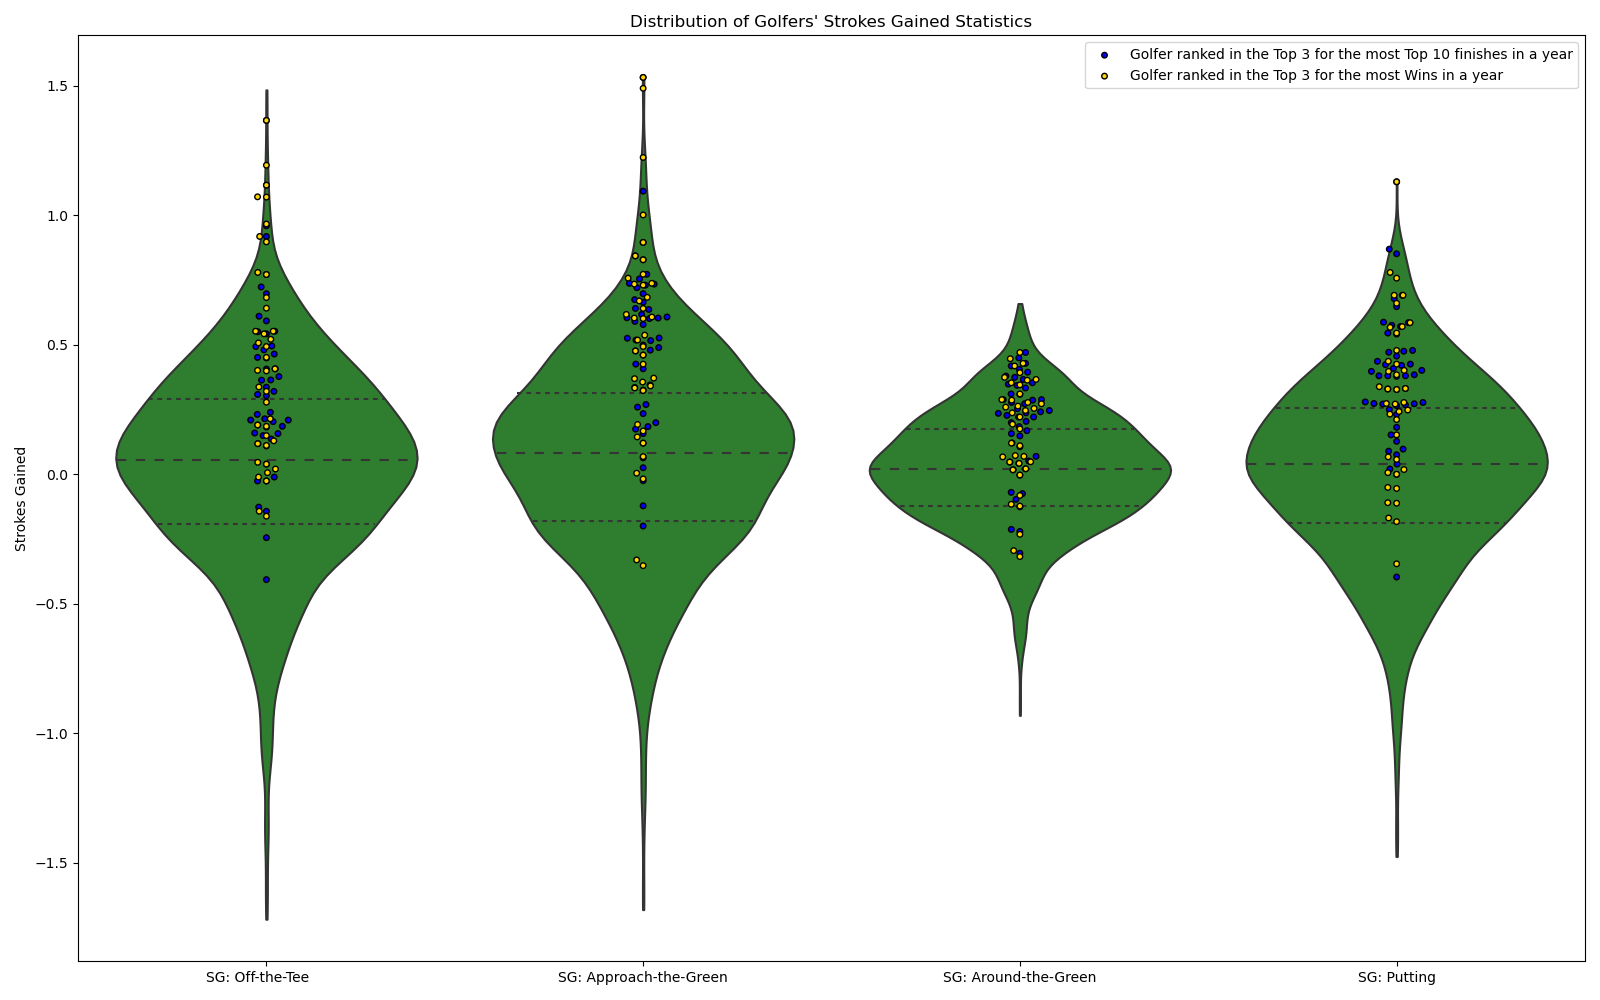 Distribution of Golfers' Strokes Gained Statistics
Golfer ranked in the Top 3 for the most Top 10 finishes in a year
Golfer ranked in the Top 3 for the most Wins in a year
Strokes Gained
1.5
1.0
0.5
0.0
−0.5
−1.0
−1.5
SG: Off-the-Tee
SG: Approach-the-Green
SG: Around-the-Green
SG: Putting